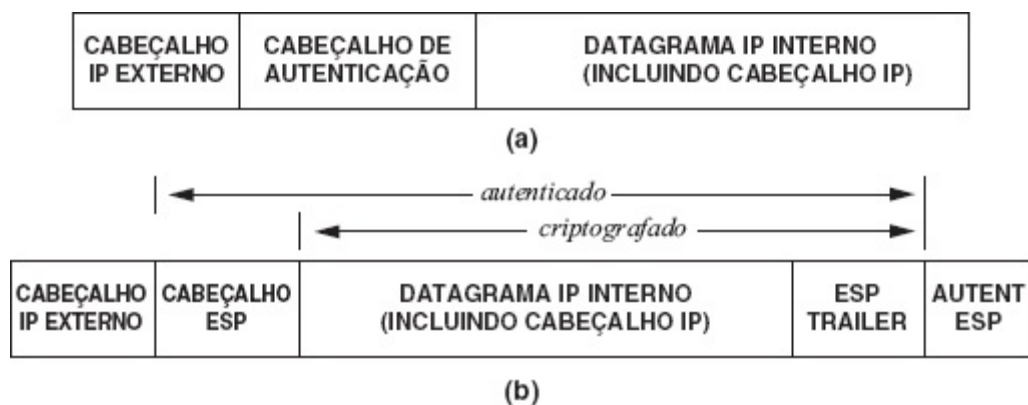 CABEÇALHO
IP EXTERNO
CABEÇALHO DE
AUTENTICAÇÃO
DATAGRAMA IP INTERNO
(INCLUINDO CABEÇALHO IP)
(a)
autenticado
criptografado
CABEÇALHO
IP EXTERNO
CABEÇALHO
ESP
DATAGRAMA IP INTERNO
(INCLUINDO CABEÇALHO IP)
ESP
TRAILER
AUTENT
ESP
(b)